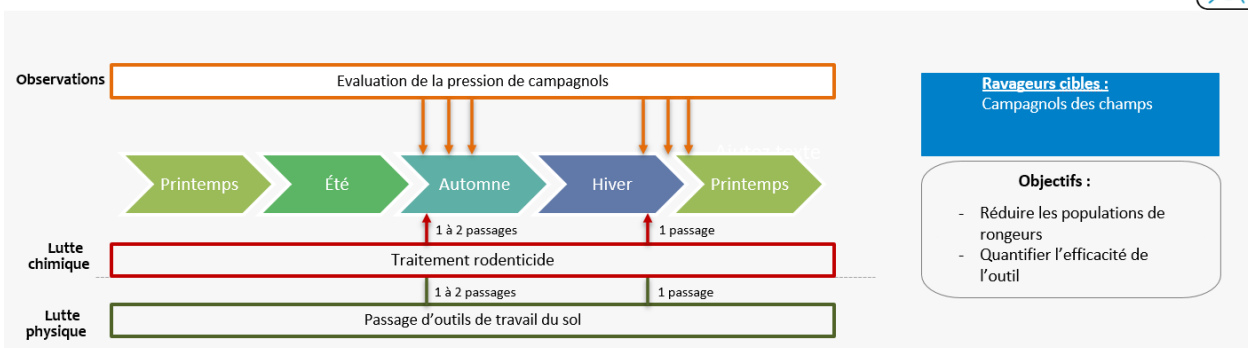 Observations
Evaluation de la pression de campagnols
Ravageurs cibles :
Campagnols des champs
Ajutez texte
Printemps
Été
Automne
Hiver
Printemps
Objectifs :
- Réduire les populations de
rongeurs
- Quantifier l’efficacité de
l’outil
1 à 2 passages
1 passage
Lutte
chimique
Traitement rodenticide
1 à 2 passages
1 passage
Lutte
physique
Passage d’outils de travail du sol